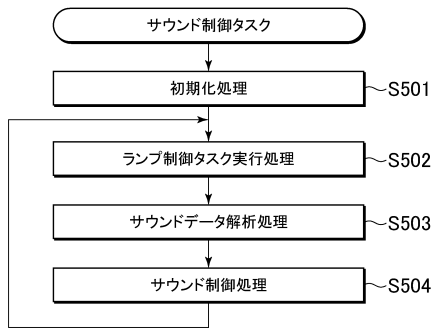 サウンド制御タスク
初期化処理
S501
ランプ制御タスク実行処理
S502
サウンドデータ解析処理
S503
サウンド制御処理
S504